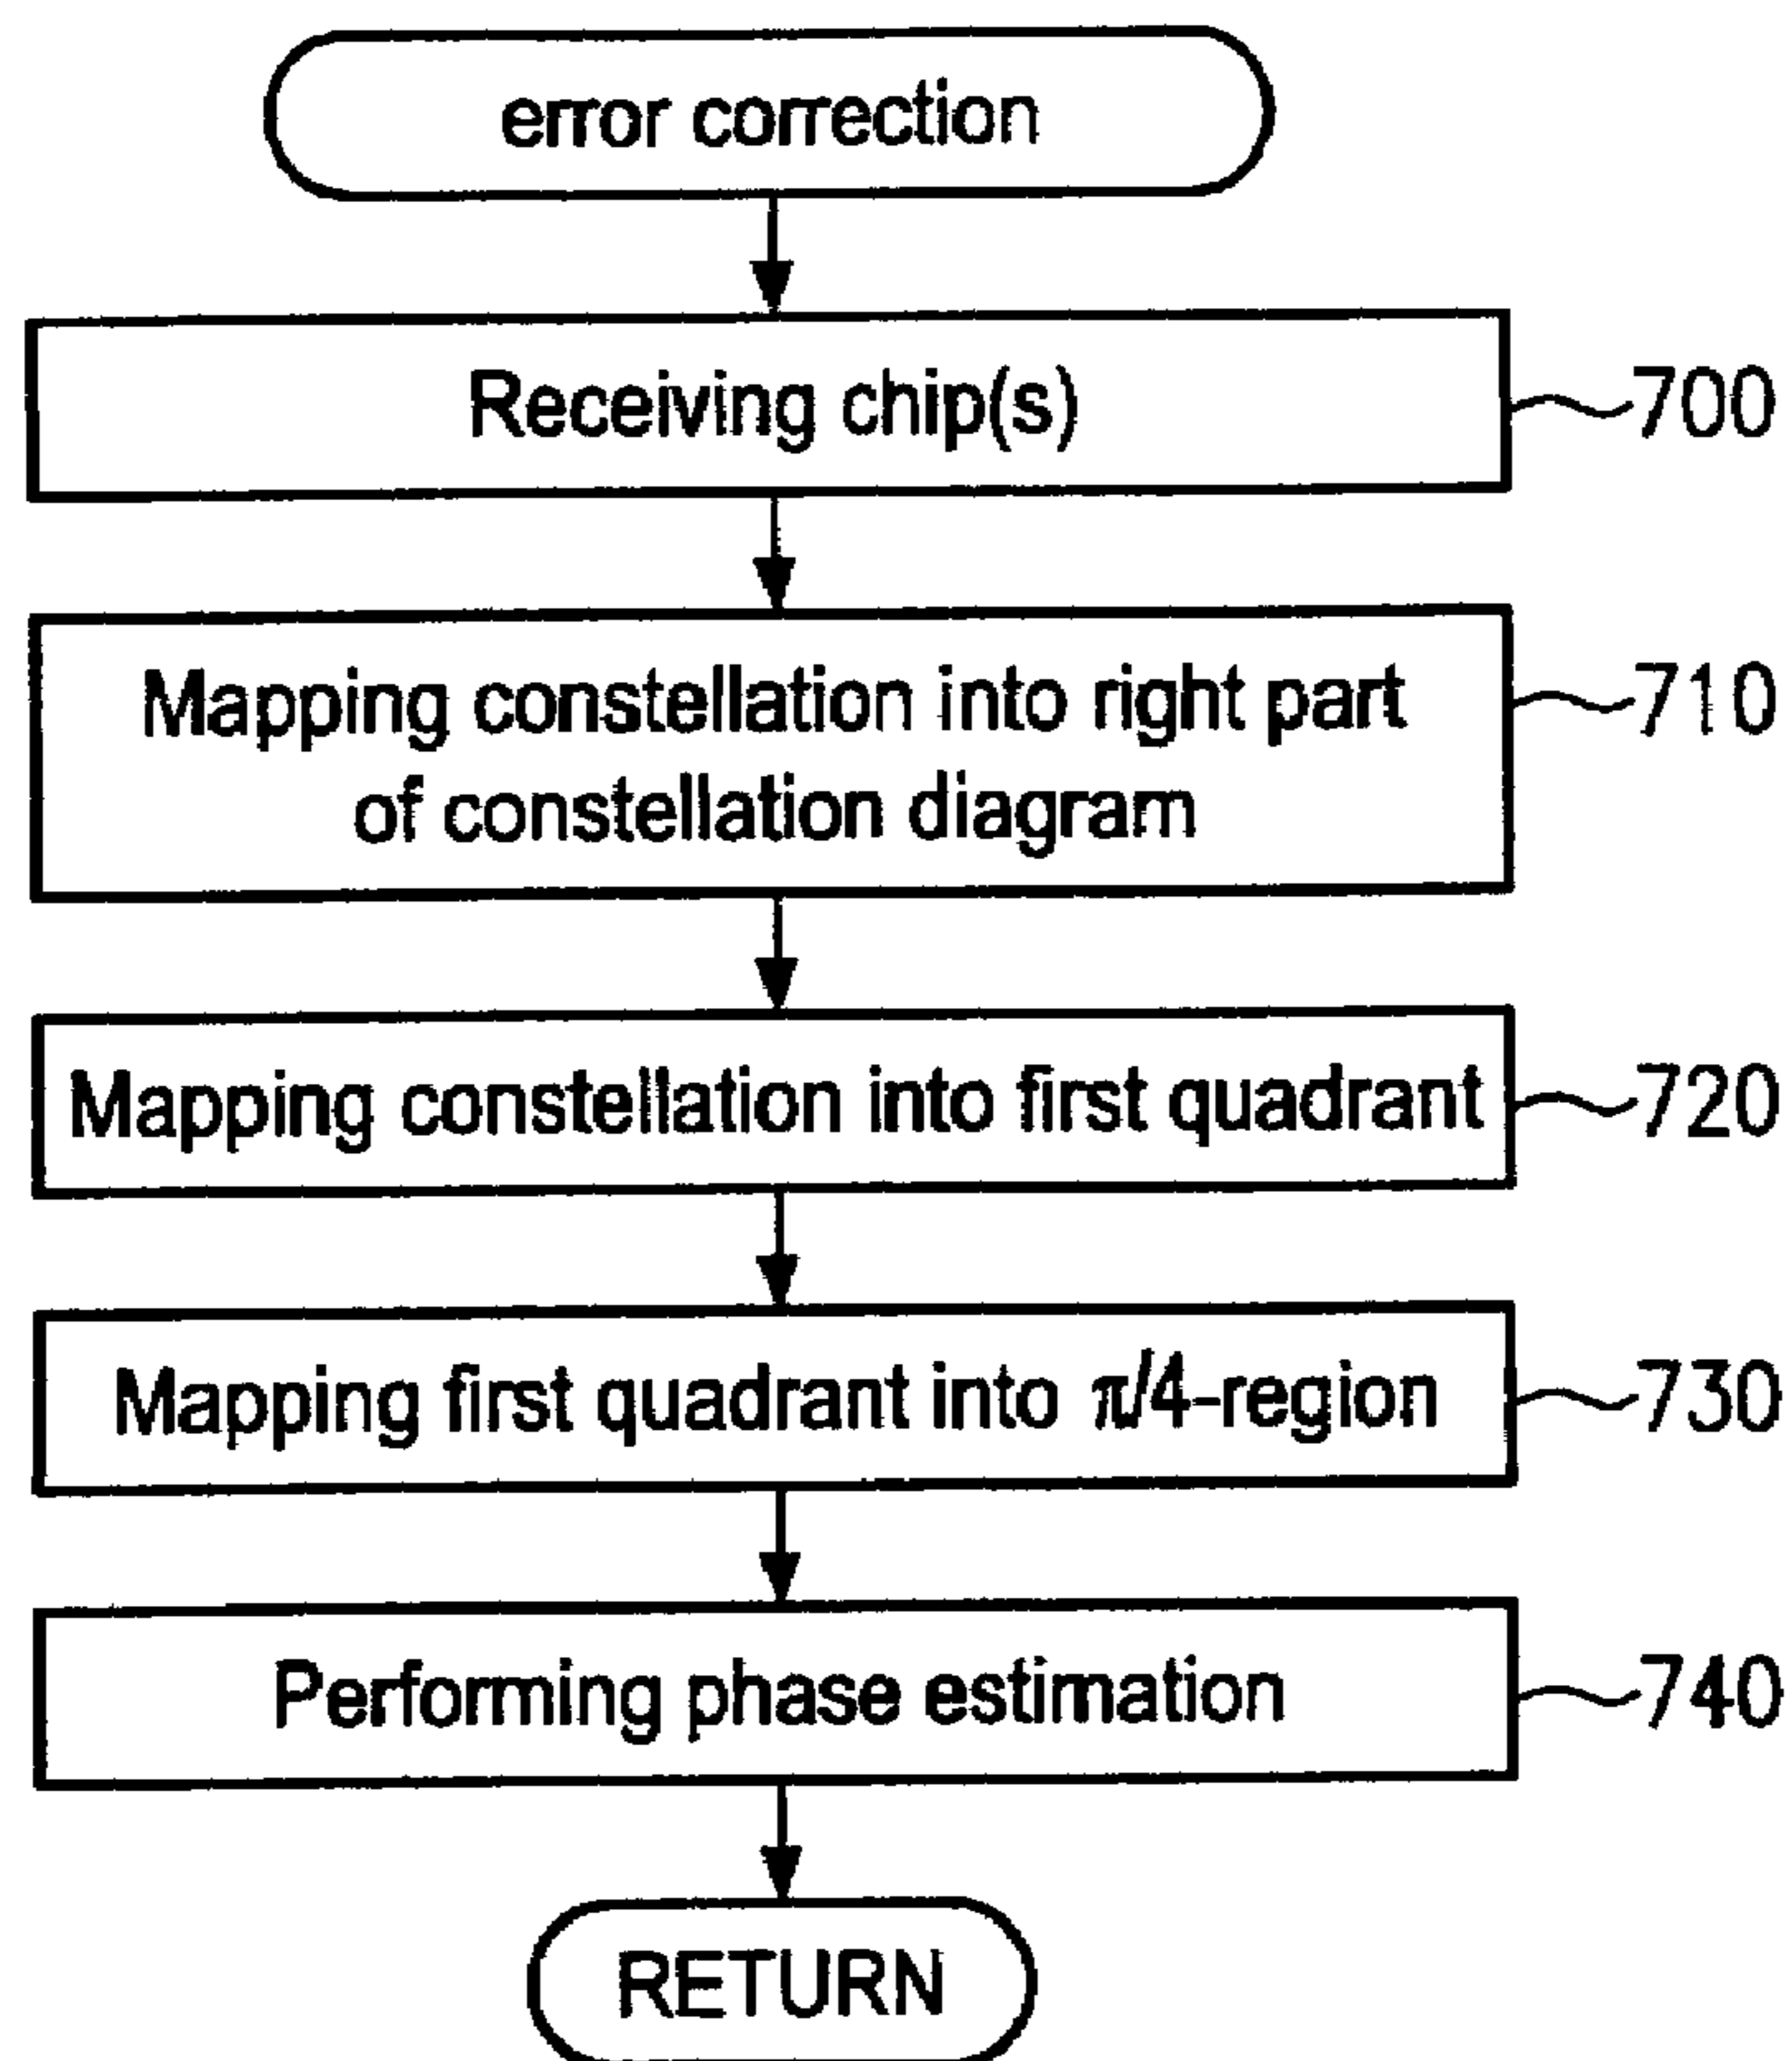 error correction
Receiving chip(s)
700
Mapping constellation into right part
of constellation diagram
710
Mapping constellation into first quadrant
720
Mapping first quadrant into π/4-region
730
Performing phase estimation
740
RETURN